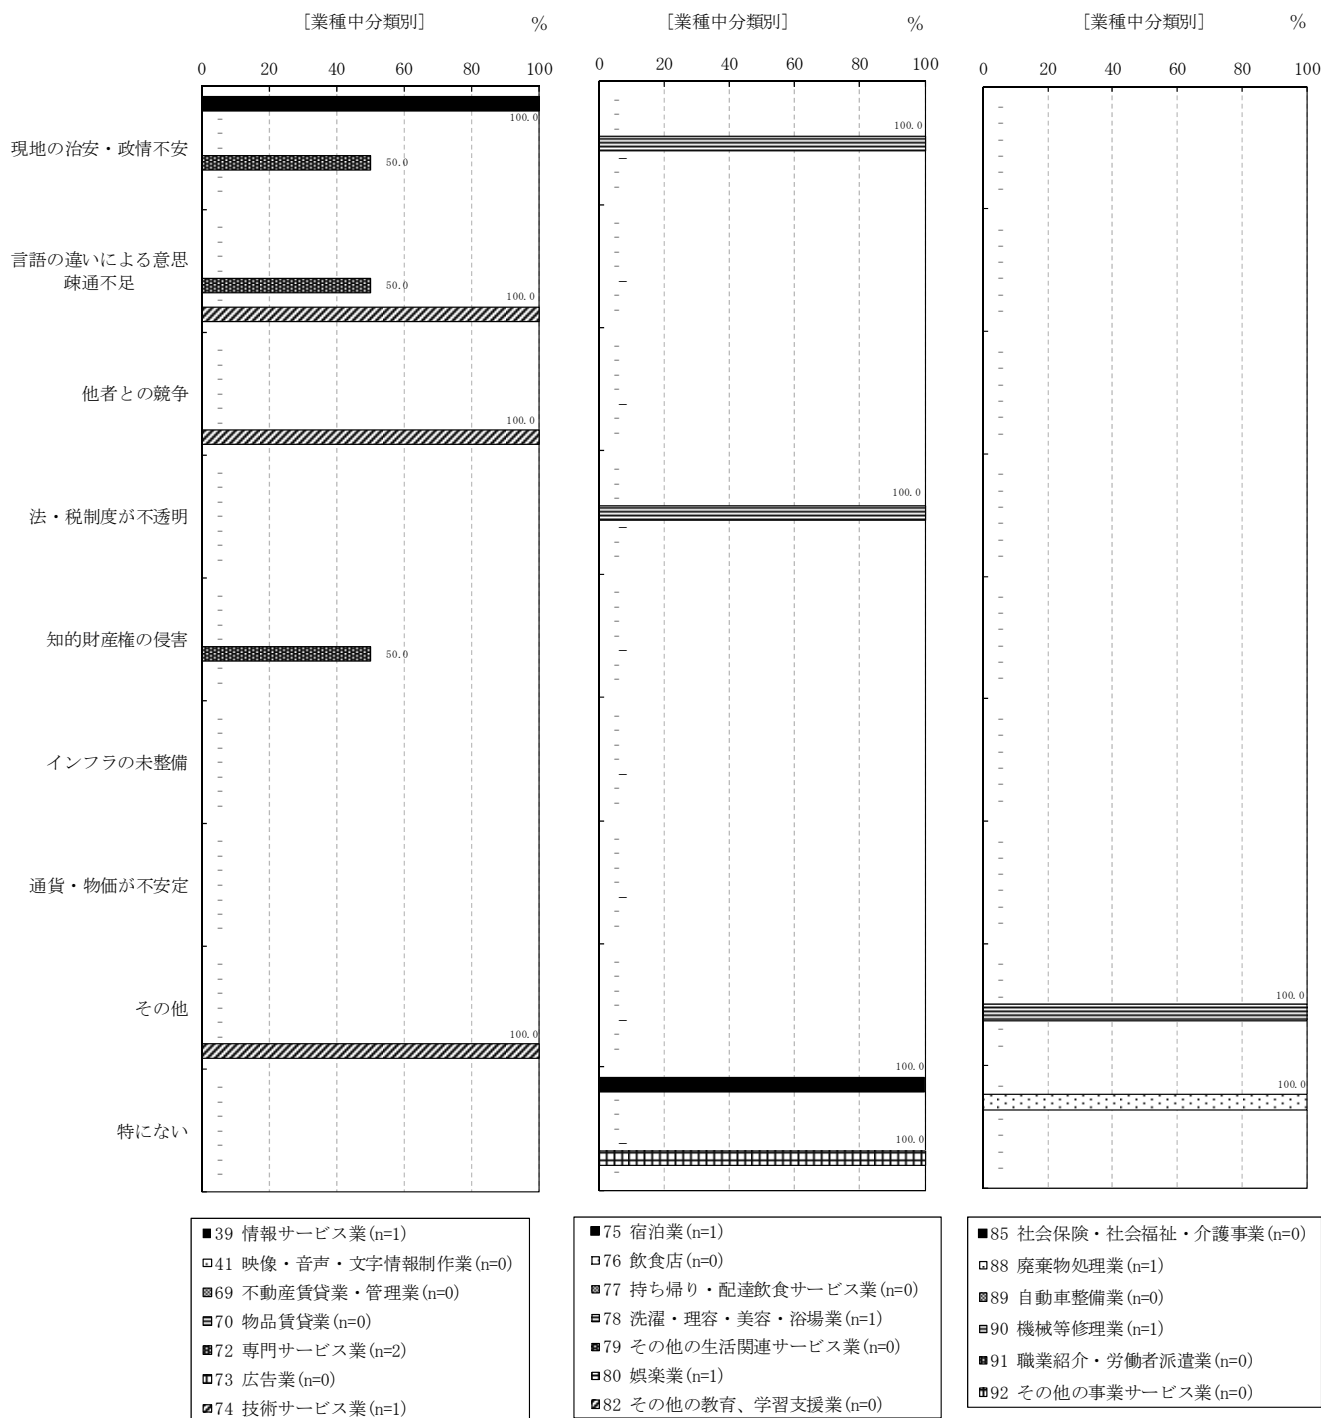 ［業種中分類別］ %
［業種中分類別］ %
［業種中分類別］ %
0 20 40 60 80 100
0 20 40 60 80 100
0 20 40 60 80 100
現地の治安・政情不安
言語の違いによる意思
疎通不足
他者との競争
法・税制度が不透明
知的財産権の侵害
インフラの未整備
通貨・物価が不安定
その他
特にない
100.0
50.0
50.0
100.0
100.0
50.0
100.0
100.0
100.0
100.0
100.0
100.0
100.0
39 情報サービス業(n=1)
41 映像・音声・文字情報制作業(n=0)
69 不動産賃貸業・管理業(n=0)
70 物品賃貸業(n=0)
72 専門サービス業(n=2)
73 広告業(n=0)
74 技術サービス業(n=1)
75 宿泊業(n=1)
76 飲食店(n=0)
77 持ち帰り・配達飲食サービス業(n=0)
78 洗濯・理容・美容・浴場業(n=1)
79 その他の生活関連サービス業(n=0)
80 娯楽業(n=1)
82 その他の教育、学習支援業(n=0)
85 社会保険・社会福祉・介護事業(n=0)
88 廃棄物処理業(n=1)
89 自動車整備業(n=0)
90 機械等修理業(n=1)
91 職業紹介・労働者派遣業(n=0)
92 その他の事業サービス業(n=0)